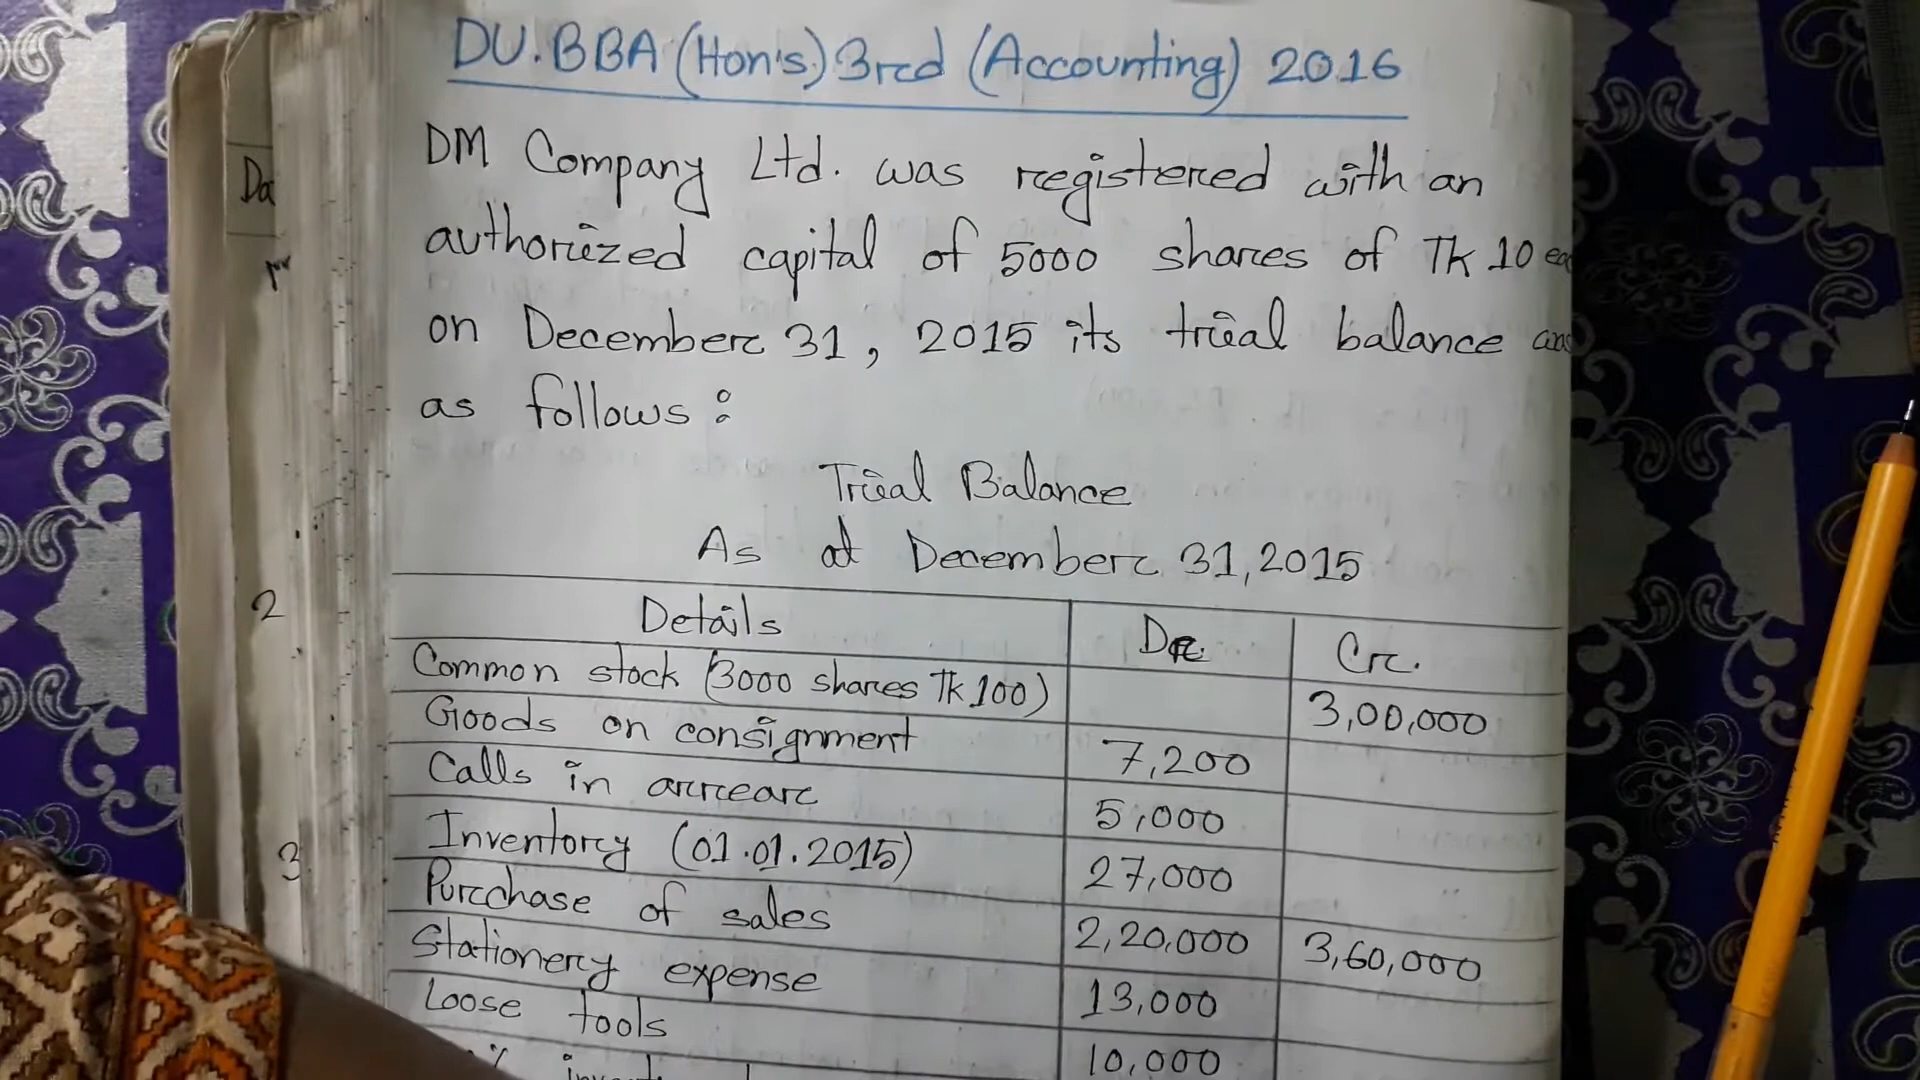 DU.BBA (Hon's) 3rd (Accounting) 2016
DM Company Ltd. was registered with an
authorized capital of 5000 shares of Tk 10
on December 31, 2015 its trial balance was
as follows:
Trial Balance
As at December 31, 2015
Details Dr. Cr.
Common stock (3000 shares Tk 100) 3,00,000
Goods on consignment 7,200
Calls in arrear 5,000
Inventory (01.01.2015) 27,000
Purchase of sales 2,20,000 3,60,000
Stationery expense 13,000
Loose tools 10,000
Da
2
3